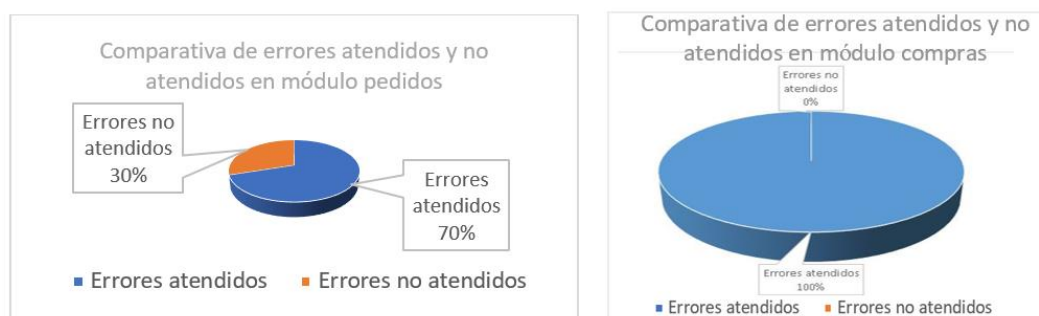 Comparativa de errores atendidos y no
atendidos en módulo pedidos
Errores no
atendidos
30%
Errores
atendidos
70%
Errores atendidos
Errores no atendidos
Comparativa de errores atendidos y no
atendidos en módulo compras
Errores no
atendidos
0%
Errores atendidos
100%
Errores atendidos
Errores no atendidos